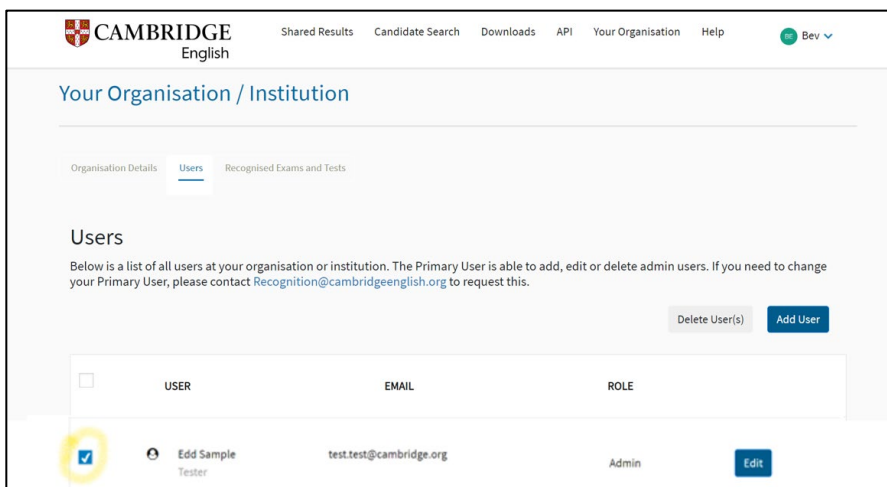 CAMBRIDGE
English
Shared Results Candidate Search Downloads API Your Organisation Help
BE Bev
Your Organisation / Institution
Organisation Details Users Recognised Exams and Tests
Users
Below is a list of all users at your organisation or institution. The Primary User is able to add, edit or delete admin users. If you need to change
your Primary User, please contact Recognition@cambridgeenglish.org to request this.
Delete User(s) Add User
USER EMAIL ROLE
Edd Sample test.test@cambridge.org Admin Edit
Tester